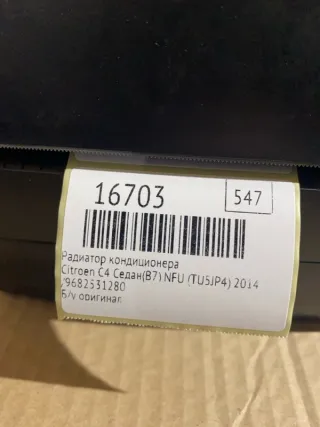 16703
547
Радиатор кондиционера
Citroen C4 Седан(B7) NFU (TU5JP4) 2014
/9682531280
Б/у оригинал